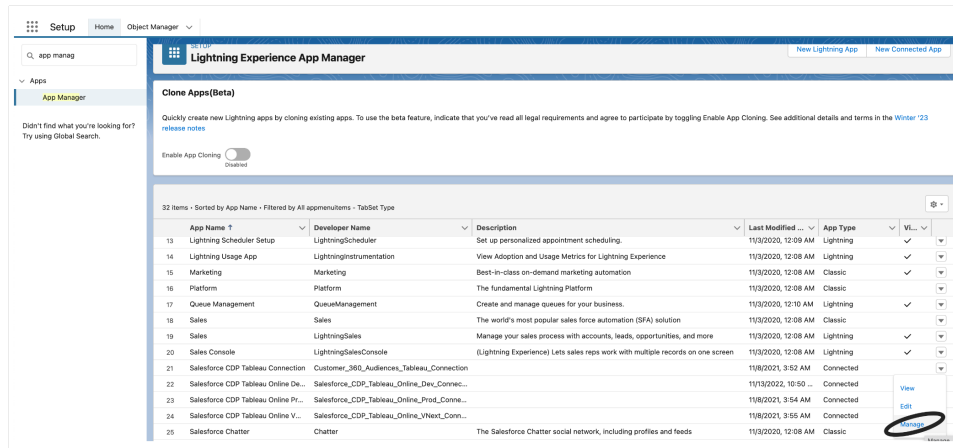 Setup Home Object Manager
app manag
Apps
App Manager
Didn't find what you're looking for?
Try using Global Search.
SETUP
Lightning Experience App Manager
New Lightning App New Connected App
Clone Apps(Beta)
Quickly create new Lightning apps by cloning existing apps. To use the beta feature, indicate that you've read all legal requirements and agree to participate by toggling Enable App Cloning. See additional details and terms in the Winter '23
release notes
Enable App Cloning
Disabled
32 items • Sorted by App Name • Filtered by All appmenuitems - TabSet Type
App Name ↑ Developer Name Description Last Modified ... App Type Vi...
13 Lightning Scheduler Setup LightningScheduler Set up personalized appointment scheduling. 11/3/2020, 12:09 AM Lightning
14 Lightning Usage App LightningInstrumentation View Adoption and Usage Metrics for Lightning Experience 11/3/2020, 12:08 AM Lightning
15 Marketing Marketing Best-in-class on-demand marketing automation 11/3/2020, 12:08 AM Classic
16 Platform Platform The fundamental Lightning Platform 11/3/2020, 12:08 AM Classic
17 Queue Management QueueManagement Create and manage queues for your business. 11/3/2020, 12:10 AM Lightning
18 Sales Sales The world's most popular sales force automation (SFA) solution 11/3/2020, 12:08 AM Classic
19 Sales LightningSales Manage your sales process with accounts, leads, opportunities, and more 11/3/2020, 12:08 AM Lightning
20 Sales Console LightningSalesConsole (Lightning Experience) Lets sales reps work with multiple records on one screen 11/3/2020, 12:08 AM Lightning
21 Salesforce CDP Tableau Connection Customer_360_Audiences_Tableau_Connection 11/8/2021, 3:52 AM Connected
22 Salesforce CDP Tableau Online De... Salesforce_CDP_Tableau_Online_Dev_Connec... 11/13/2022, 10:50 ... Connected
View
23 Salesforce CDP Tableau Online Pr... Salesforce_CDP_Tableau_Online_Prod_Conne... 11/8/2021, 3:54 AM Connected
Edit
24 Salesforce CDP Tableau Online V... Salesforce_CDP_Tableau_Online_VNext_Conn... 11/8/2021, 3:55 AM Connected
Manage
25 Salesforce Chatter Chatter The Salesforce Chatter social network, including profiles and feeds 11/3/2020, 12:08 AM Classic
Manage